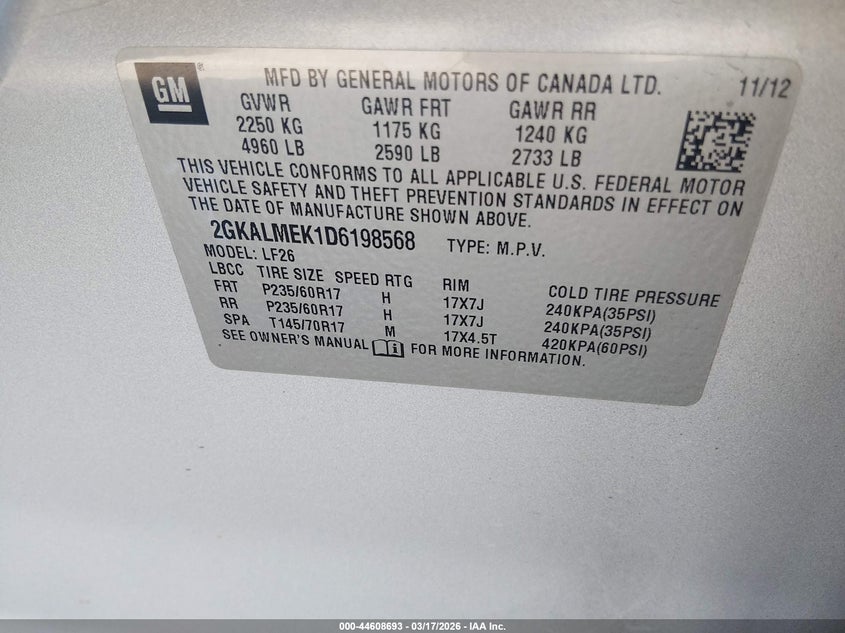 GM ® MFD BY GENERAL MOTORS OF CANADA LTD. 11/12
GVWR GAWR FRT GAWR RR
2250 KG 1175 KG 1240 KG
4960 LB 2590 LB 2733 LB
THIS VEHICLE CONFORMS TO ALL APPLICABLE U.S. FEDERAL MOTOR
VEHICLE SAFETY AND THEFT PREVENTION STANDARDS IN EFFECT ON
THE DATE OF MANUFACTURE SHOWN ABOVE.
2GKALMEK1D6198568 TYPE: M.P.V.
MODEL: LF26
LBCC TIRE SIZE SPEED RTG RIM COLD TIRE PRESSURE
FRT P235/60R17 H 17X7J 240KPA(35PSI)
RR P235/60R17 H 17X7J 240KPA(35PSI)
SPA T145/70R17 M 17X4.5T 420KPA(60PSI)
SEE OWNER'S MANUAL i FOR MORE INFORMATION.
000-44608693 - 03/17/2026 - IAA Inc.